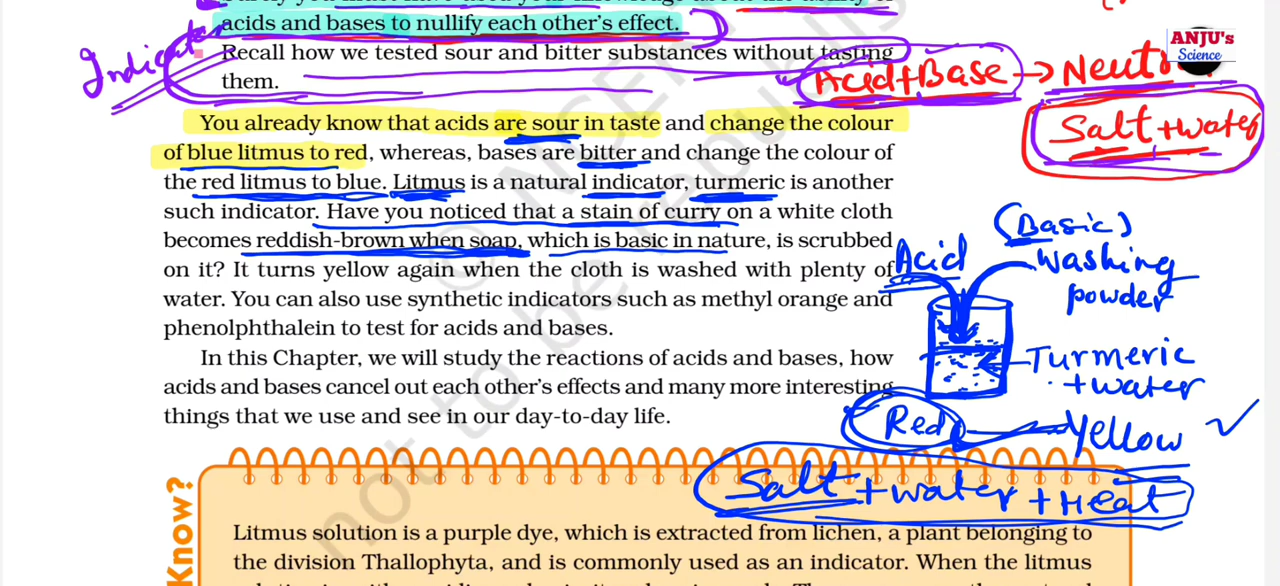 acids and bases to nullify each other's effect.
Recall how we tested sour and bitter substances without tasting
them.
Indicator
Acid+Base → Neutr
Salt+water
ANJU's
Science
You already know that acids are sour in taste and change the colour
of blue litmus to red, whereas, bases are bitter and change the colour of
the red litmus to blue. Litmus is a natural indicator, turmeric is another
such indicator. Have you noticed that a stain of curry on a white cloth
becomes reddish-brown when soap, which is basic in nature, is scrubbed
on it? It turns yellow again when the cloth is washed with plenty of
water. You can also use synthetic indicators such as methyl orange and
phenolphthalein to test for acids and bases.
In this Chapter, we will study the reactions of acids and bases, how
acids and bases cancel out each other's effects and many more interesting
things that we use and see in our day-to-day life.
(Basic)
Acid
washing
powder
Turmeric
+water
Red
Yellow ✓
Salt+water+Heat
Know?
Litmus solution is a purple dye, which is extracted from lichen, a plant belonging to
the division Thallophyta, and is commonly used as an indicator. When the litmus
not to be republis